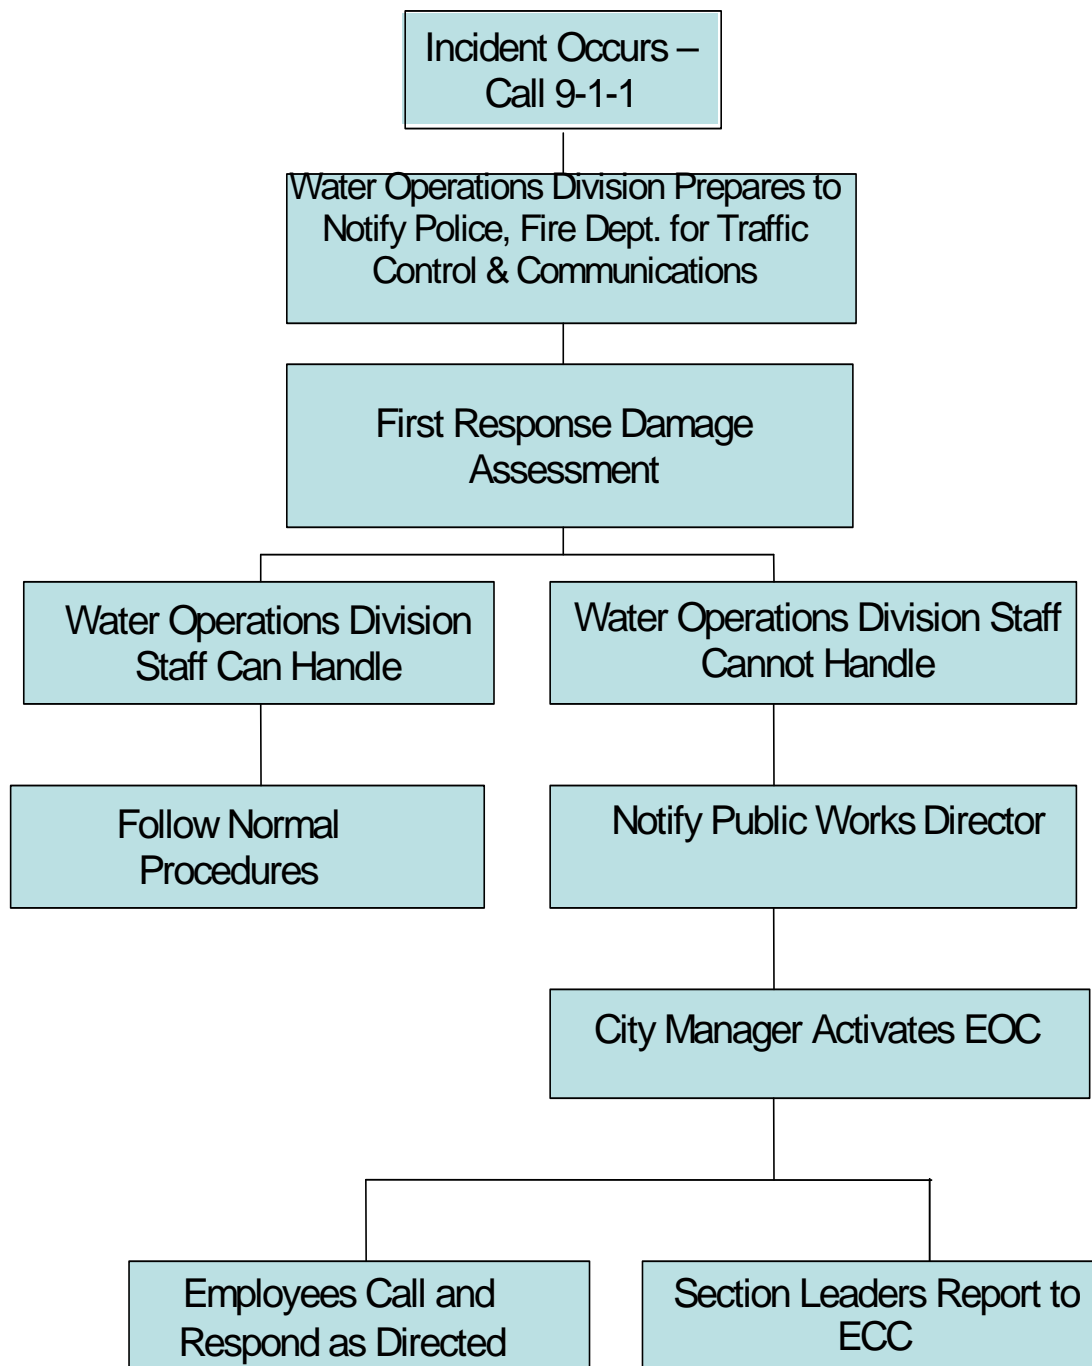 Incident Occurs –
Call 9-1-1
Water Operations Division Prepares to
Notify Police, Fire Dept. for Traffic
Control & Communications
First Response Damage
Assessment
Water Operations Division
Staff Can Handle
Water Operations Division Staff
Cannot Handle
Follow Normal
Procedures
Notify Public Works Director
City Manager Activates EOC
Employees Call and
Respond as Directed
Section Leaders Report to
ECC